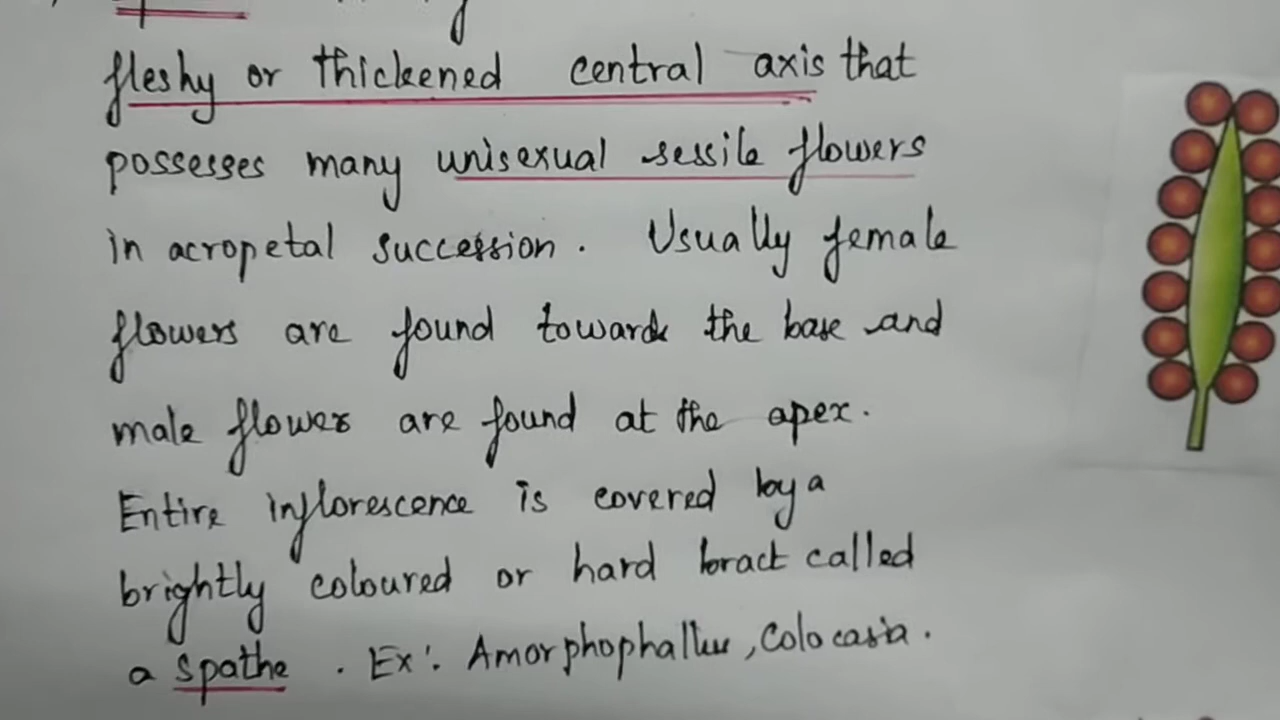 fleshy or thickened central axis that
possesses many unisexual sessile flowers
in acropetal succession. Usually female
flowers are found towards the base and
male flower are found at the apex.
Entire inflorescence is covered by a
brightly coloured or hard bract called
a spathe. Ex: Amorphophallus, Colocasia.